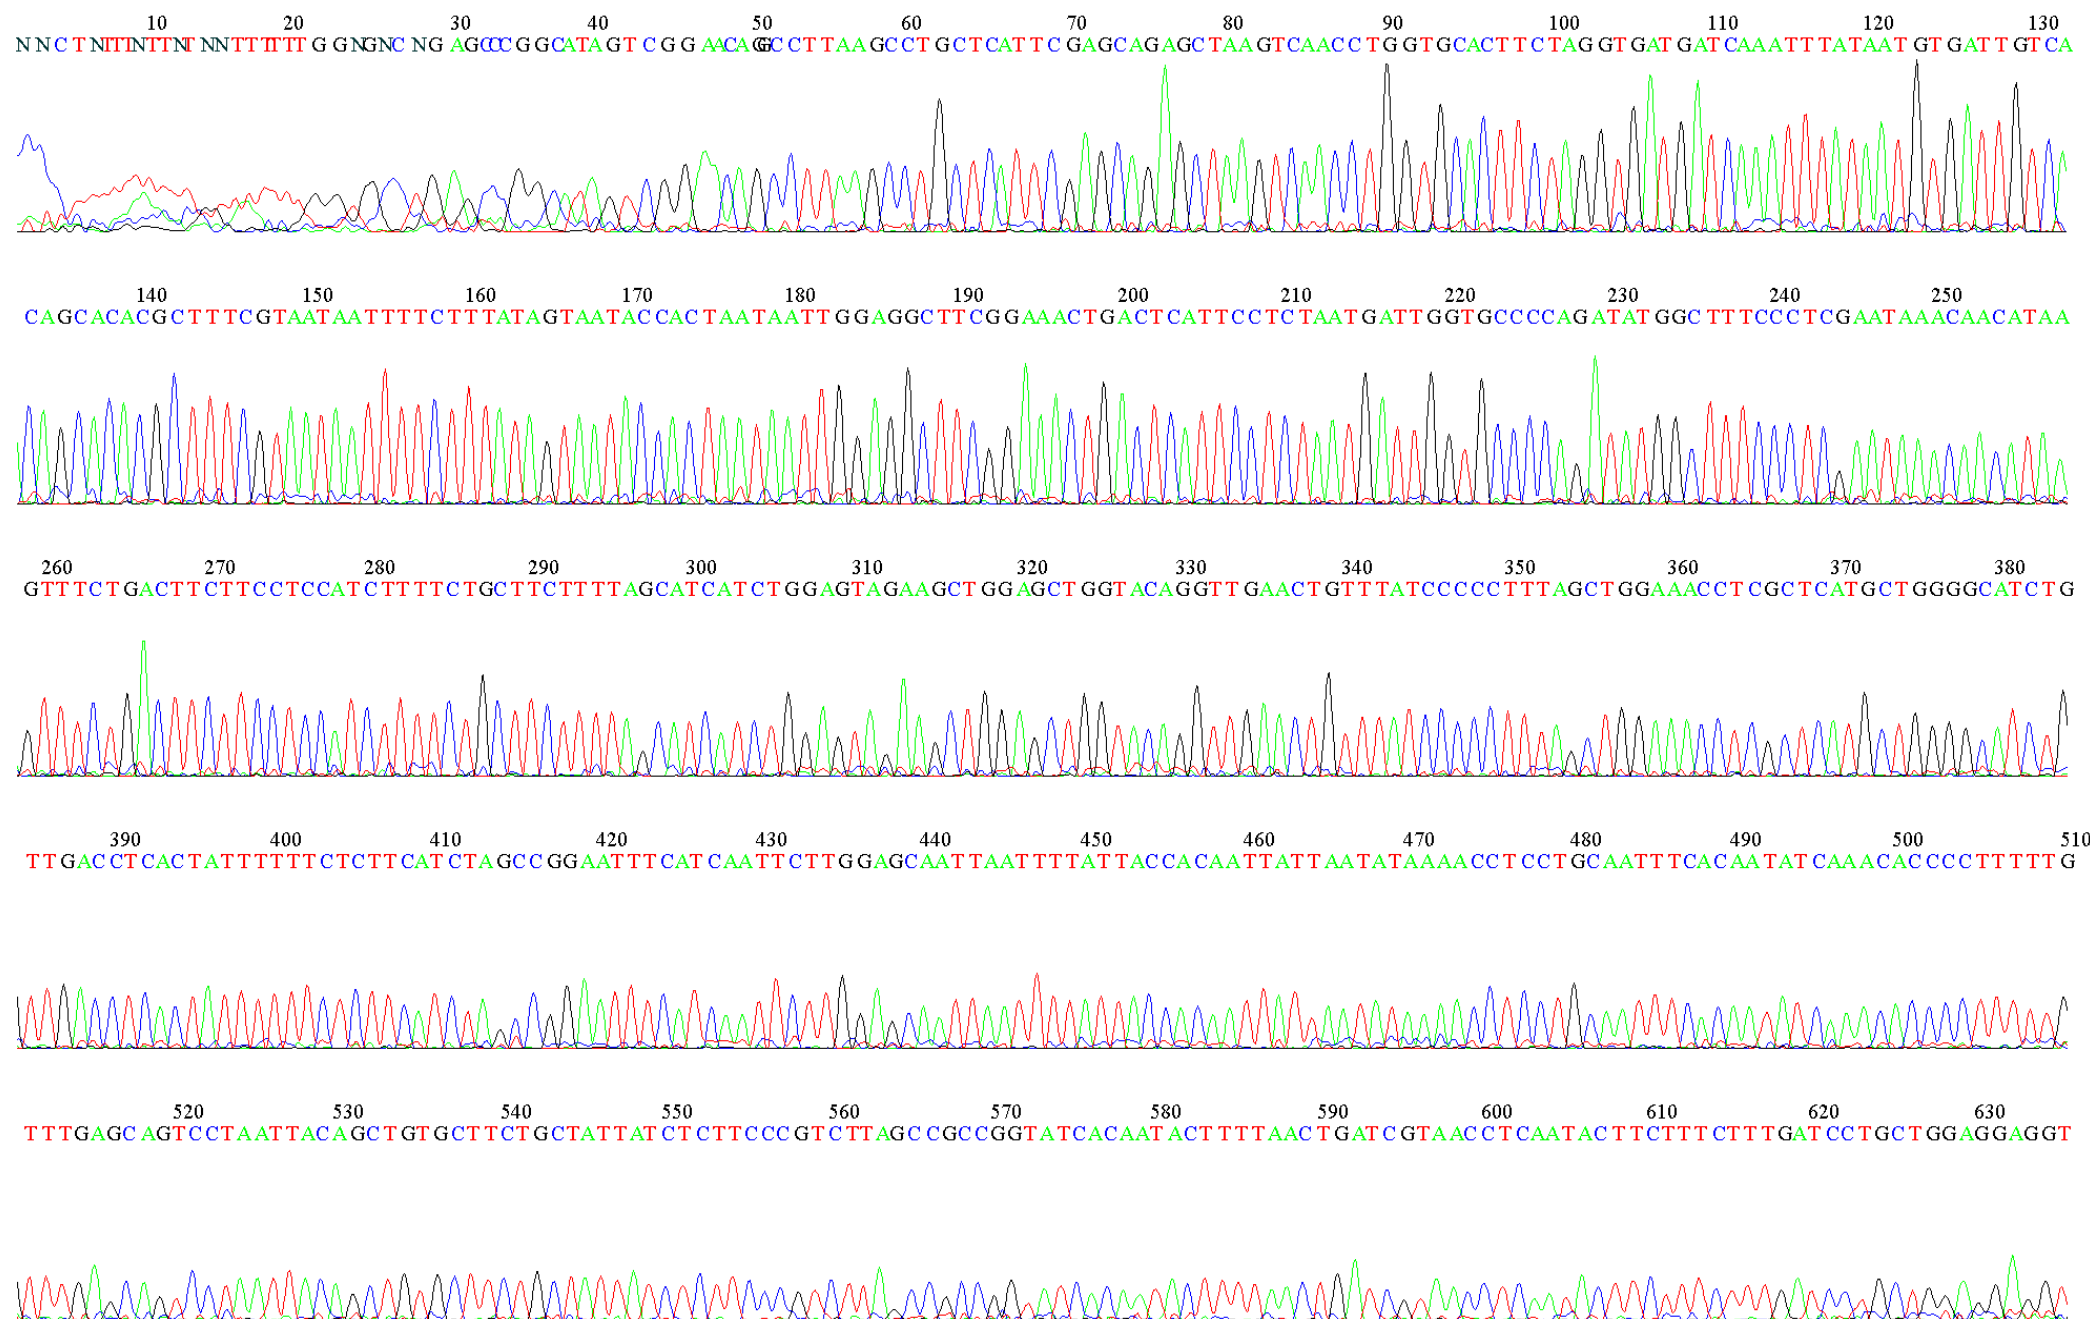 10 20 30 40 50 60 70 80 90 100 110 120 130
NNCTNTTTNTTNTNNTTTTTTTGGNGNCNGAGCCCGGCATAGTCGGAACAGGCCTTAAGCCTGCTCATTCGAGCAGAGCTAAGTCAACCTGGTGCACTTCTAGGTGATGATCAAATTTATAATGTGATTGTCA
140 150 160 170 180 190 200 210 220 230 240 250
CAGCACACGCTTTCGTAATAATTTTCTTTATAGTAATACCACTAATAATTGGAGGCTTCGGAAACTGACTCATTCCTCTAATGATTGGTGCCCCAGATATGGCTTTCCCTCGAATAAACAACATAA
260 270 280 290 300 310 320 330 340 350 360 370 380
GTTTCTGACTTCTTCCTCCATCTTTTCTGCTTCTTTTAGCATCATCTGGAGTAGAAGCTGGAGCTGGTACAGGTTGAACTGTTTATCCCCCTTTAGCTGGAAACCTCGCTCATGCTGGGGCATCTG
390 400 410 420 430 440 450 460 470 480 490 500 510
TTGACCTCACTATTTTTTCTCTTCATCTAGCCGGAATTTCATCAATTCTTGGAGCAATTAATTTTATTACCACAATTATTAATATAAAACCTCCTGCAATTTCACAATATCAAACACCCCTTTTTG
520 530 540 550 560 570 580 590 600 610 620 630
TTTGAGCAGTCCTAATTACAGCTGTGCTTCTGCTATTATCTCTTCCCGTCTTAGCCGCCGGTATCACAATACTTTTAACTGATCGTAACCTCAATACTTCTTTCTTTGATCCTGCTGGAGGAGGT